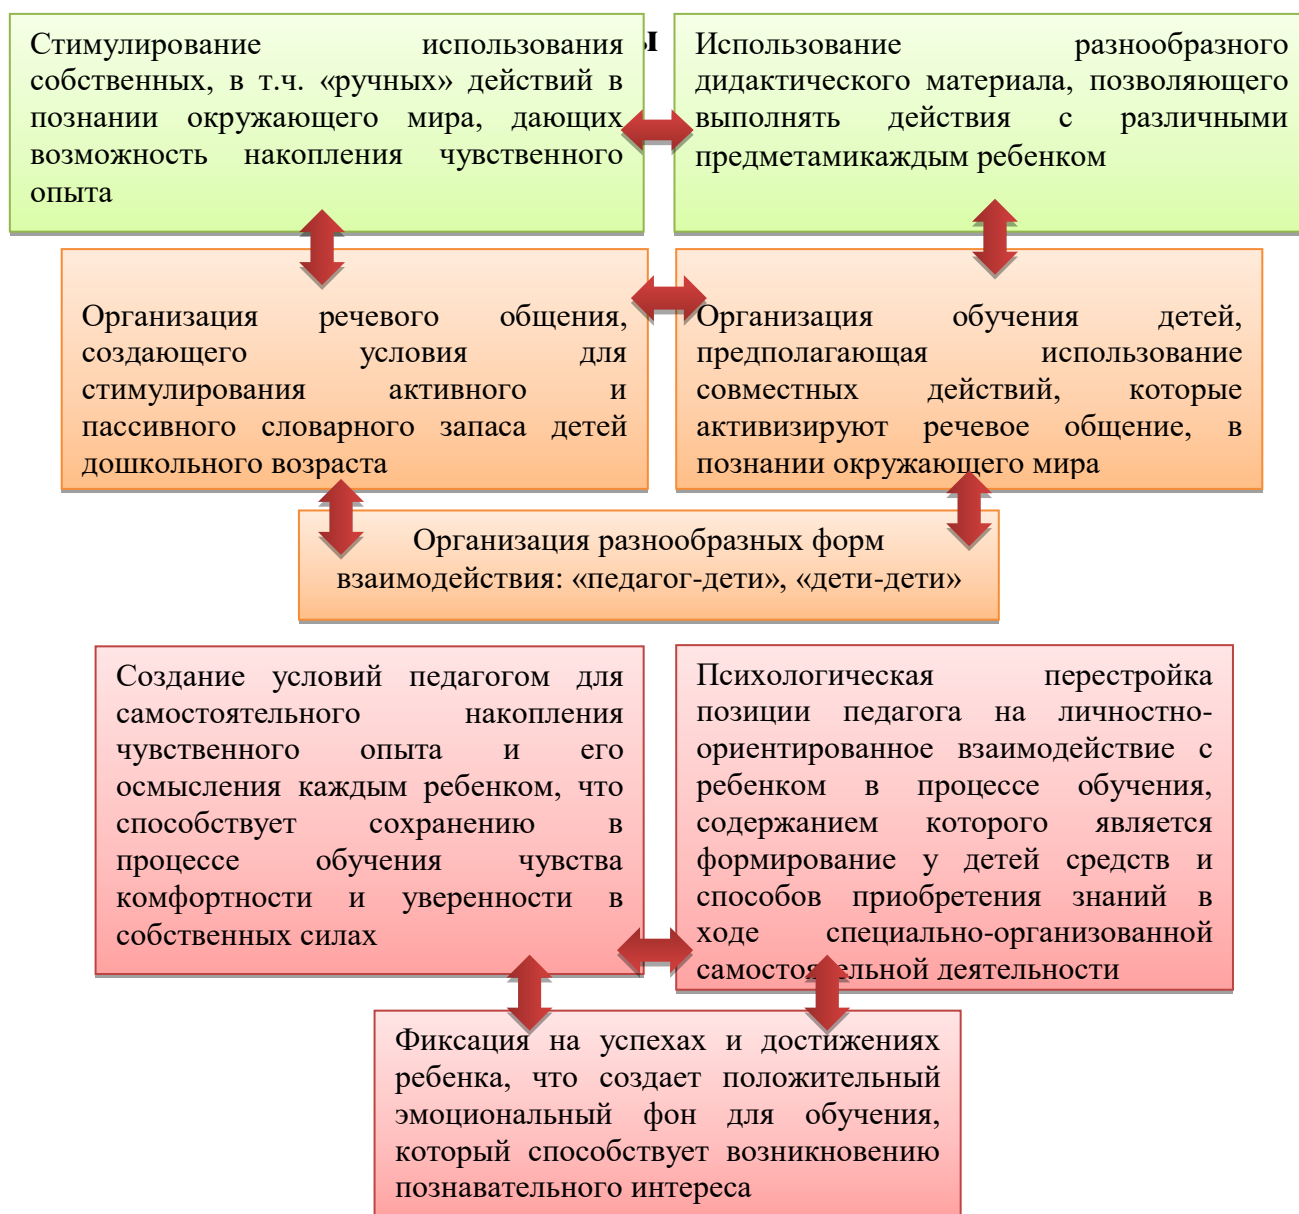 Стимулирование использования
собственных, в т.ч. «ручных» действий в
познании окружающего мира, дающих
возможность накопления чувственного
опыта
ы
Использование разнообразного
дидактического материала, позволяющего
выполнять действия с различными
предметамикаждым ребенком
Организация речевого общения,
создающего условия для
стимулирования активного и
пассивного словарного запаса детей
дошкольного возраста
Организация обучения детей,
предполагающая использование
совместных действий, которые
активизируют речевое общение, в
познании окружающего мира
Организация разнообразных форм
взаимодействия: «педагог-дети», «дети-дети»
Создание условий педагогом для
самостоятельного накопления
чувственного опыта и его
осмысления каждым ребенком, что
способствует сохранению в
процессе обучения чувства
комфортности и уверенности в
собственных силах
Психологическая перестройка
позиции педагога на личностно-
ориентированное взаимодействие с
ребенком в процессе обучения,
содержанием которого является
формирование у детей средств и
способов приобретения знаний в
ходе специально-организованной
самостоятельной деятельности
Фиксация на успехах и достижениях
ребенка, что создает положительный
эмоциональный фон для обучения,
который способствует возникновению
познавательного интереса